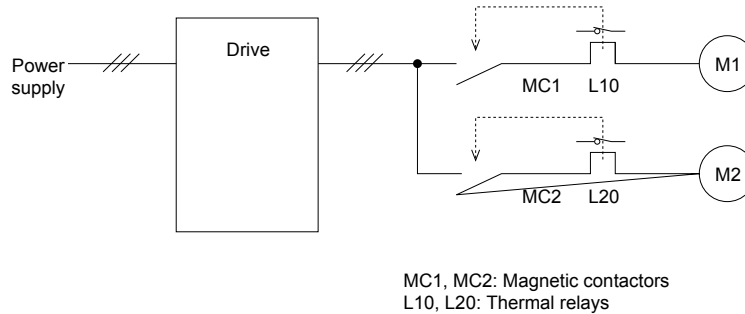 Power
supply
Drive
MC1
L10
M1
MC2
L20
M2
MC1, MC2: Magnetic contactors
L10, L20: Thermal relays